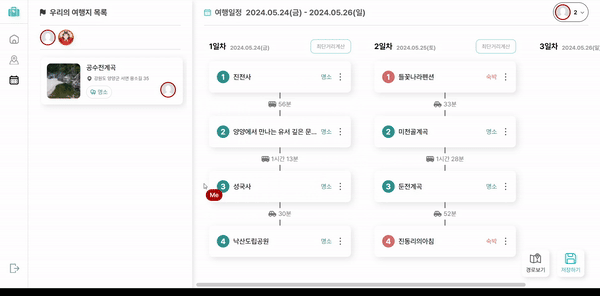 우리의 여행지 목록
공수전계곡
강원도 양양군 서면 용소길 25
명소
여행일정 2024.05.24(금) - 2024.05.26(일)
2
1일차 2024.05.24(금) 최단거리계산
1 진전사 명소
56분
2 양양에서 만나는 유서 깊은 문... 명소
1시간 13분
3 성국사 명소
Me
30분
4 낙산도립공원 명소
2일차 2024.05.25(토) 최단거리계산
1 들꽃나라펜션 숙박
33분
2 미천골계곡 명소
1시간 28분
3 둔전계곡 명소
52분
4 진동리의아침 숙박
3일차 2024.05.26(일
경로보기
저장하기